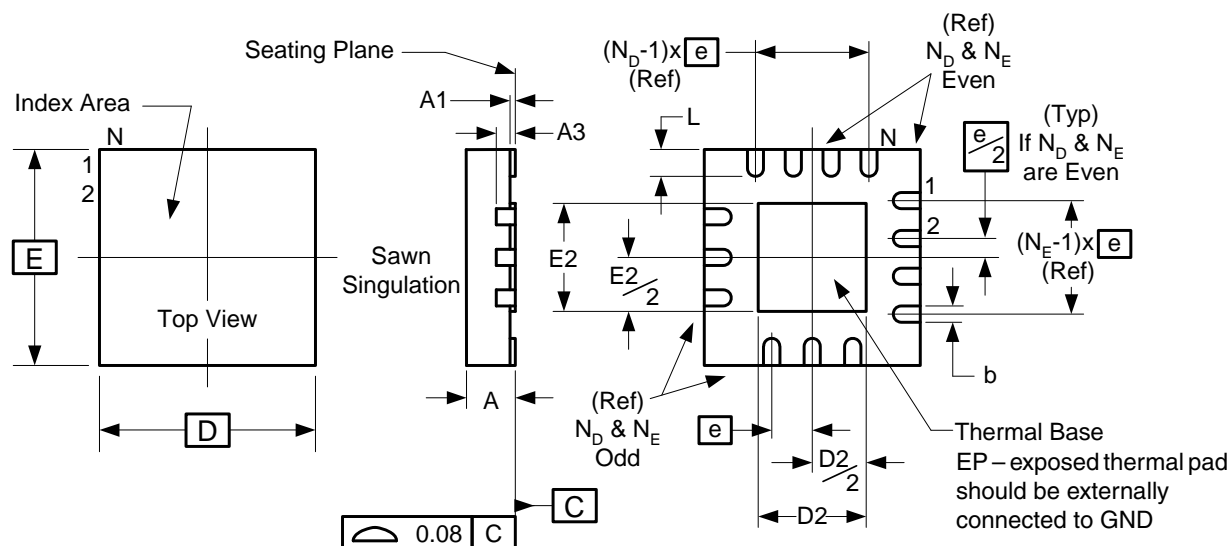 Seating Plane
Index Area
N
1
2
E
Top View
D
A1
A3
Sawn
Singulation
A
C
0.08 C
(N_D-1)x e
(Ref)
(Ref)
N_D & N_E
Even
L
N
e/2
(Typ)
If N_D & N_E
are Even
1
2
(N_E-1)x e
(Ref)
E2
E2/2
b
(Ref)
N_D & N_E
Odd
e
D2/2
D2
Thermal Base
EP – exposed thermal pad
should be externally
connected to GND